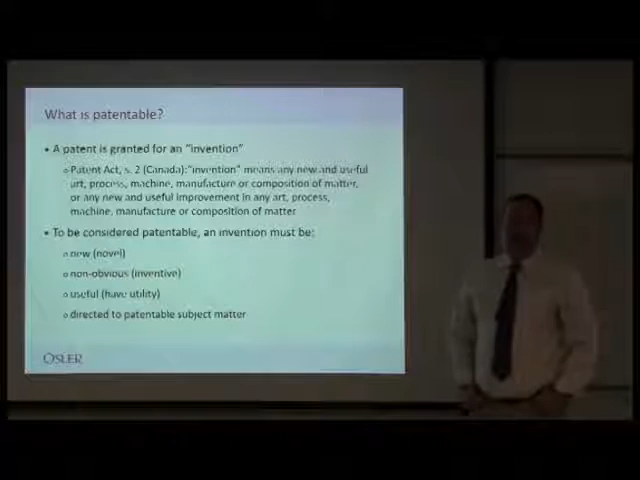 What is patentable?
• A patent is granted for an "invention"
o Patent Act, s. 2 (Canada): "invention" means any new and useful
art, process, machine, manufacture or composition of matter,
or any new and useful improvement in any art, process,
machine, manufacture or composition of matter
• To be considered patentable, an invention must be:
o new (novel)
o non-obvious (inventive)
o useful (have utility)
o directed to patentable subject matter
OSLER